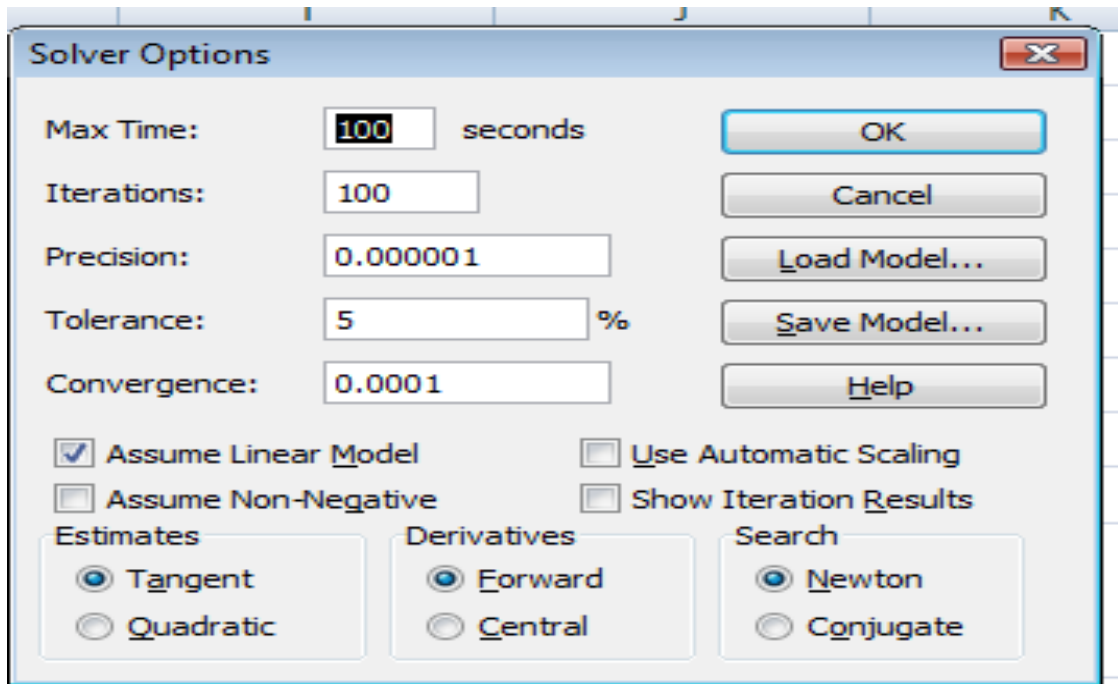 J
K
Solver Options
Max Time: 100 seconds
OK
Iterations: 100
Cancel
Precision: 0.000001
Load Model...
Tolerance: 5 %
Save Model...
Convergence: 0.0001
Help
Assume Linear Model
Use Automatic Scaling
Assume Non-Negative
Show Iteration Results
Estimates
Derivatives
Search
Tangent
Forward
Newton
Quadratic
Central
Conjugate